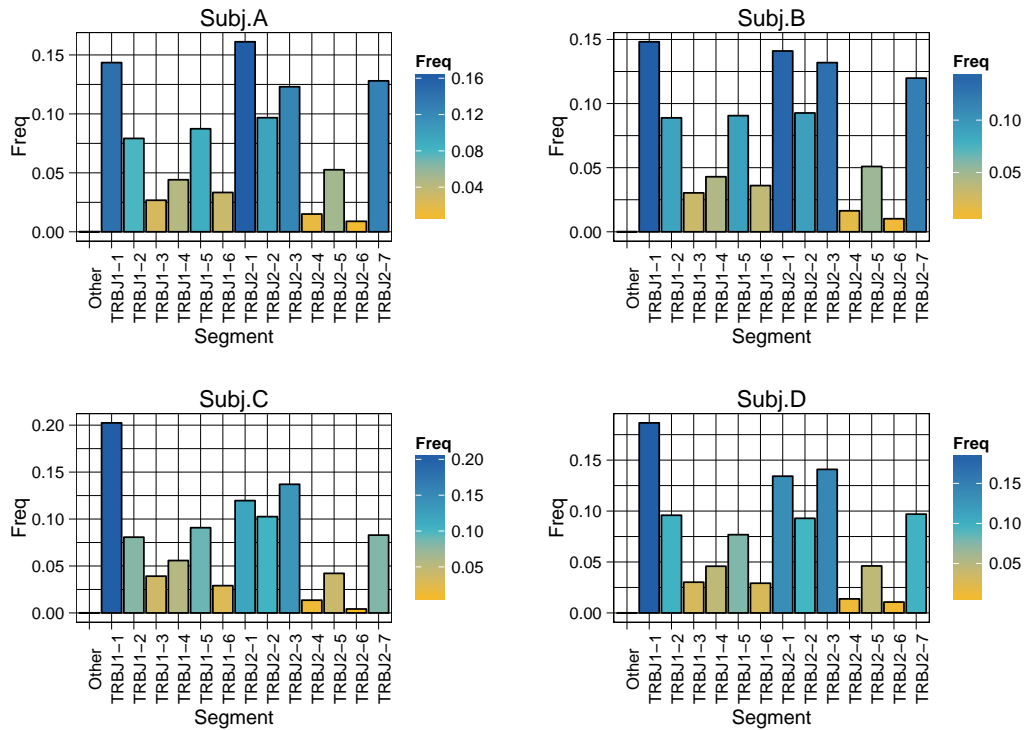 Subj.A
Freq
0.15
0.10
0.05
0.00
Other
TRBJ1−1
TRBJ1−2
TRBJ1−3
TRBJ1−4
TRBJ1−5
TRBJ1−6
TRBJ2−1
TRBJ2−2
TRBJ2−3
TRBJ2−4
TRBJ2−5
TRBJ2−6
TRBJ2−7
Segment
Freq
0.16
0.12
0.08
0.04
Subj.B
Freq
0.15
0.10
0.05
0.00
Other
TRBJ1−1
TRBJ1−2
TRBJ1−3
TRBJ1−4
TRBJ1−5
TRBJ1−6
TRBJ2−1
TRBJ2−2
TRBJ2−3
TRBJ2−4
TRBJ2−5
TRBJ2−6
TRBJ2−7
Segment
Freq
0.10
0.05
Subj.C
Freq
0.20
0.15
0.10
0.05
0.00
Other
TRBJ1−1
TRBJ1−2
TRBJ1−3
TRBJ1−4
TRBJ1−5
TRBJ1−6
TRBJ2−1
TRBJ2−2
TRBJ2−3
TRBJ2−4
TRBJ2−5
TRBJ2−6
TRBJ2−7
Segment
Freq
0.20
0.15
0.10
0.05
Subj.D
Freq
0.15
0.10
0.05
0.00
Other
TRBJ1−1
TRBJ1−2
TRBJ1−3
TRBJ1−4
TRBJ1−5
TRBJ1−6
TRBJ2−1
TRBJ2−2
TRBJ2−3
TRBJ2−4
TRBJ2−5
TRBJ2−6
TRBJ2−7
Segment
Freq
0.15
0.10
0.05